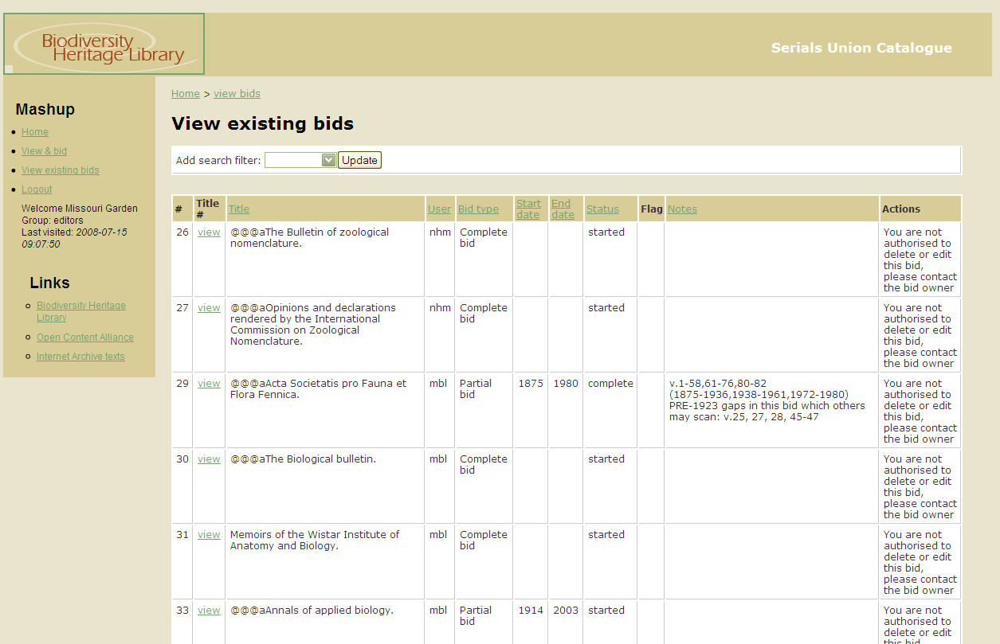 Biodiversity
Heritage Library
Serials Union Catalogue
Mashup
Home
View & bid
View existing bids
Logout
Welcome Missouri Garden
Group: editors
Last visited: 2008-07-15
09:07:50
Links
Biodiversity Heritage
Library
Open Content Alliance
Internet Archive texts
Home > view bids
View existing bids
Add search filter: Update
# Title # Title User Bid type Start date End date Status Flag Notes Actions
26 view @@@aThe Bulletin of zoological nhm Complete started You are not
nomenclature. bid authorised to
delete or edit
this bid,
please contact
the bid owner
27 view @@@aOpinions and declarations nhm Complete started You are not
rendered by the International bid authorised to
Commission on Zoological delete or edit
Nomenclature. this bid,
please contact
the bid owner
29 view @@@aActa Societatis pro Fauna et mbl Partial 1875 1980 complete v.1-58,61-76,80-82 You are not
Flora Fennica. bid (1875-1936,1938-1961,1972-1980) authorised to
PRE-1923 gaps in this bid which others delete or edit
may scan: v.25, 27, 28, 45-47 this bid,
please contact
the bid owner
30 view @@@aThe Biological bulletin. mbl Complete started You are not
bid authorised to
delete or edit
this bid,
please contact
the bid owner
31 view Memoirs of the Wistar Institute of mbl Complete started You are not
Anatomy and Biology. bid authorised to
delete or edit
this bid,
please contact
the bid owner
33 view @@@aAnnals of applied biology. mbl Partial 1914 2003 started You are not
bid authorised to
delete or edit
this bid,